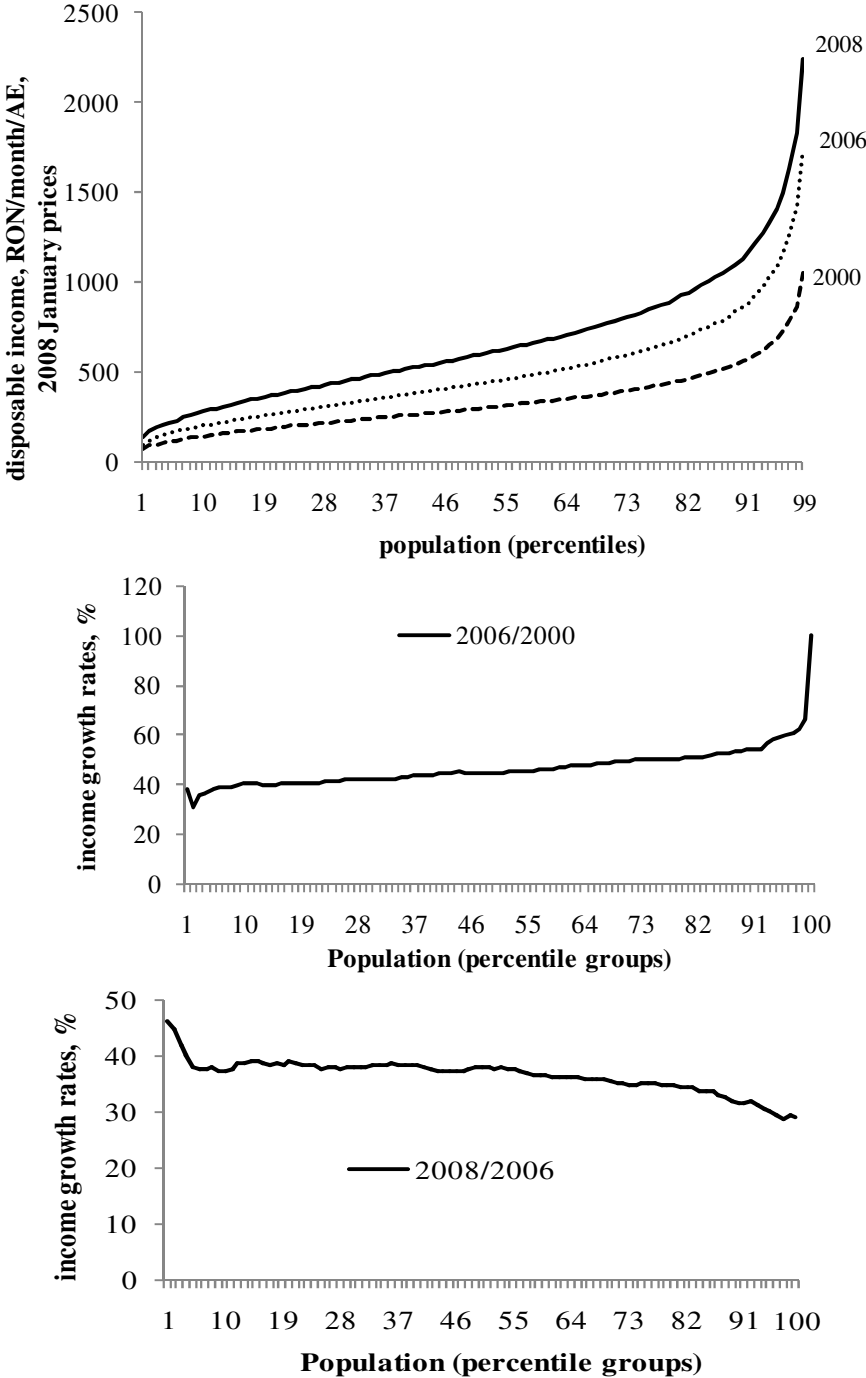 disposable income, RON/month/AE,
2008 January prices
2500
2000
1500
1000
500
0
2008
2006
2000
1 10 19 28 37 46 55 64 73 82 91 99
population (percentiles)
income growth rates, %
120
100
80
60
40
20
0
2006/2000
1 10 19 28 37 46 55 64 73 82 91 100
Population (percentile groups)
income growth rates, %
50
40
30
20
10
0
2008/2006
1 10 19 28 37 46 55 64 73 82 91 100
Population (percentile groups)